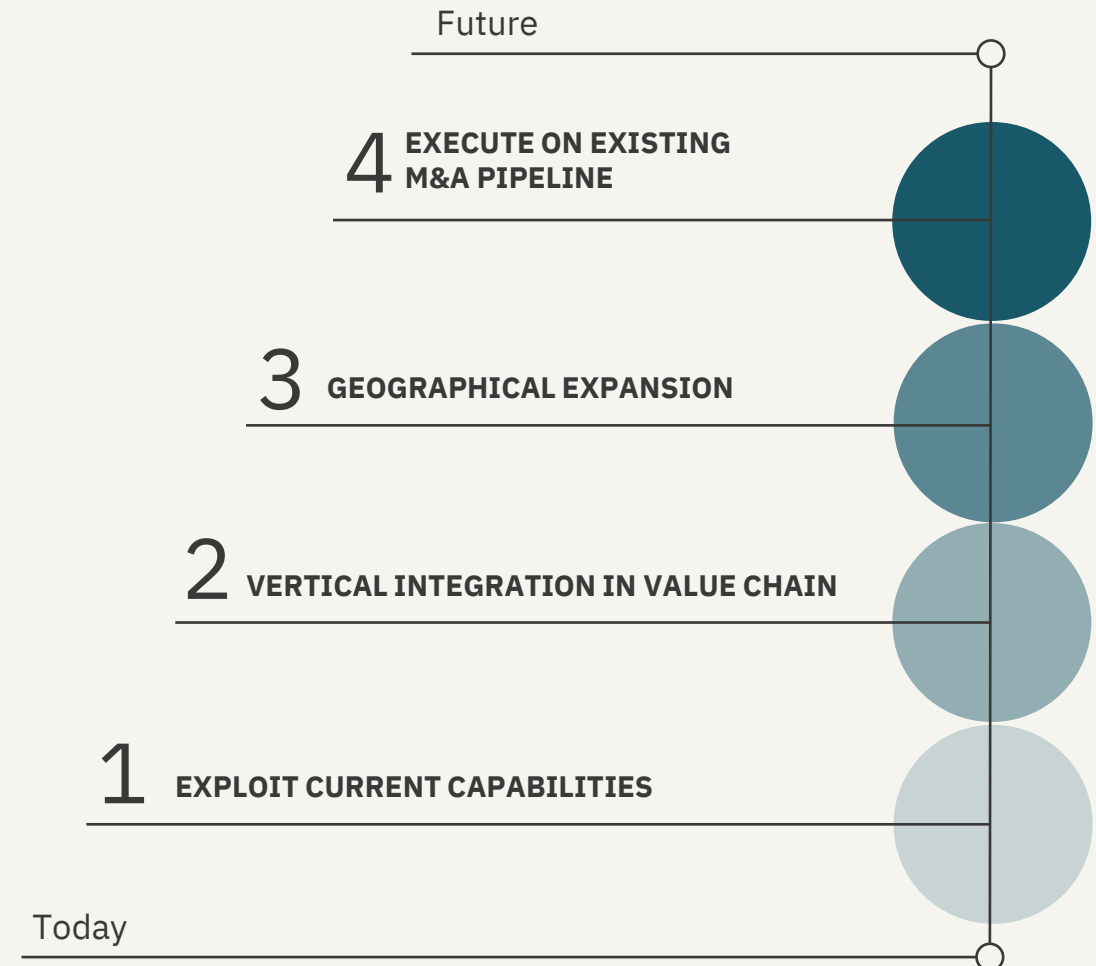 Future
4 EXECUTE ON EXISTING
M&A PIPELINE
3 GEOGRAPHICAL EXPANSION
2 VERTICAL INTEGRATION IN VALUE CHAIN
1 EXPLOIT CURRENT CAPABILITIES
Today